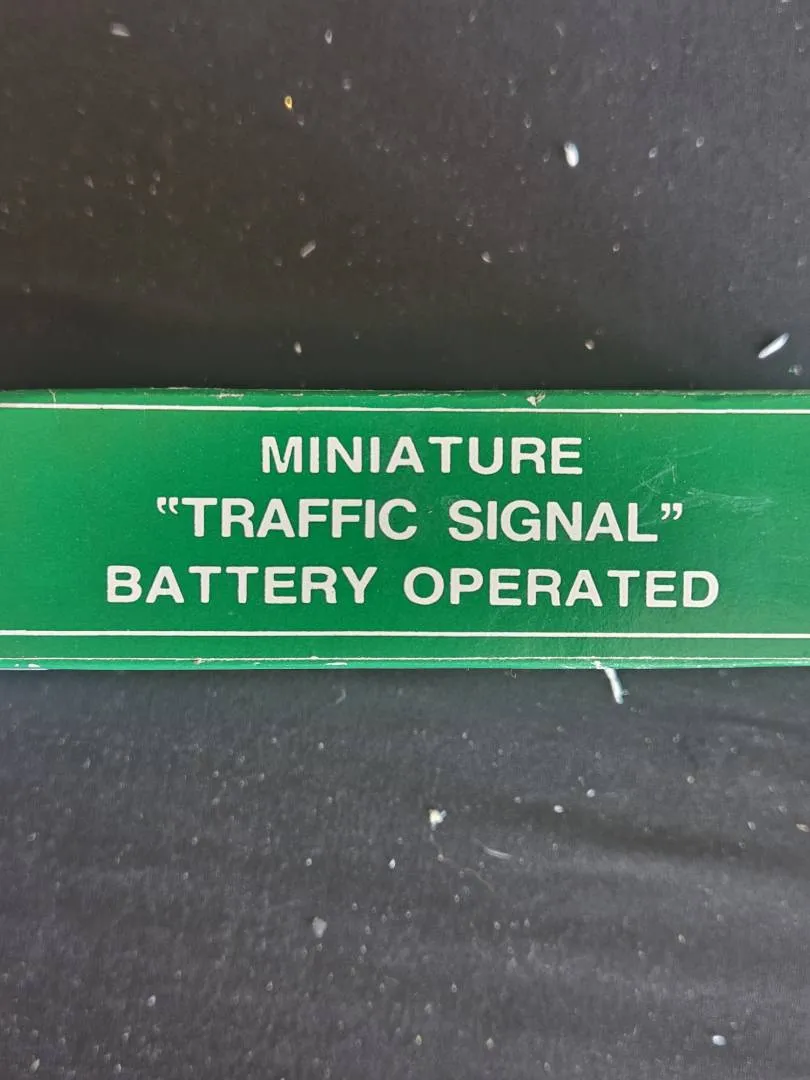 MINIATURE
“TRAFFIC SIGNAL”
BATTERY OPERATED